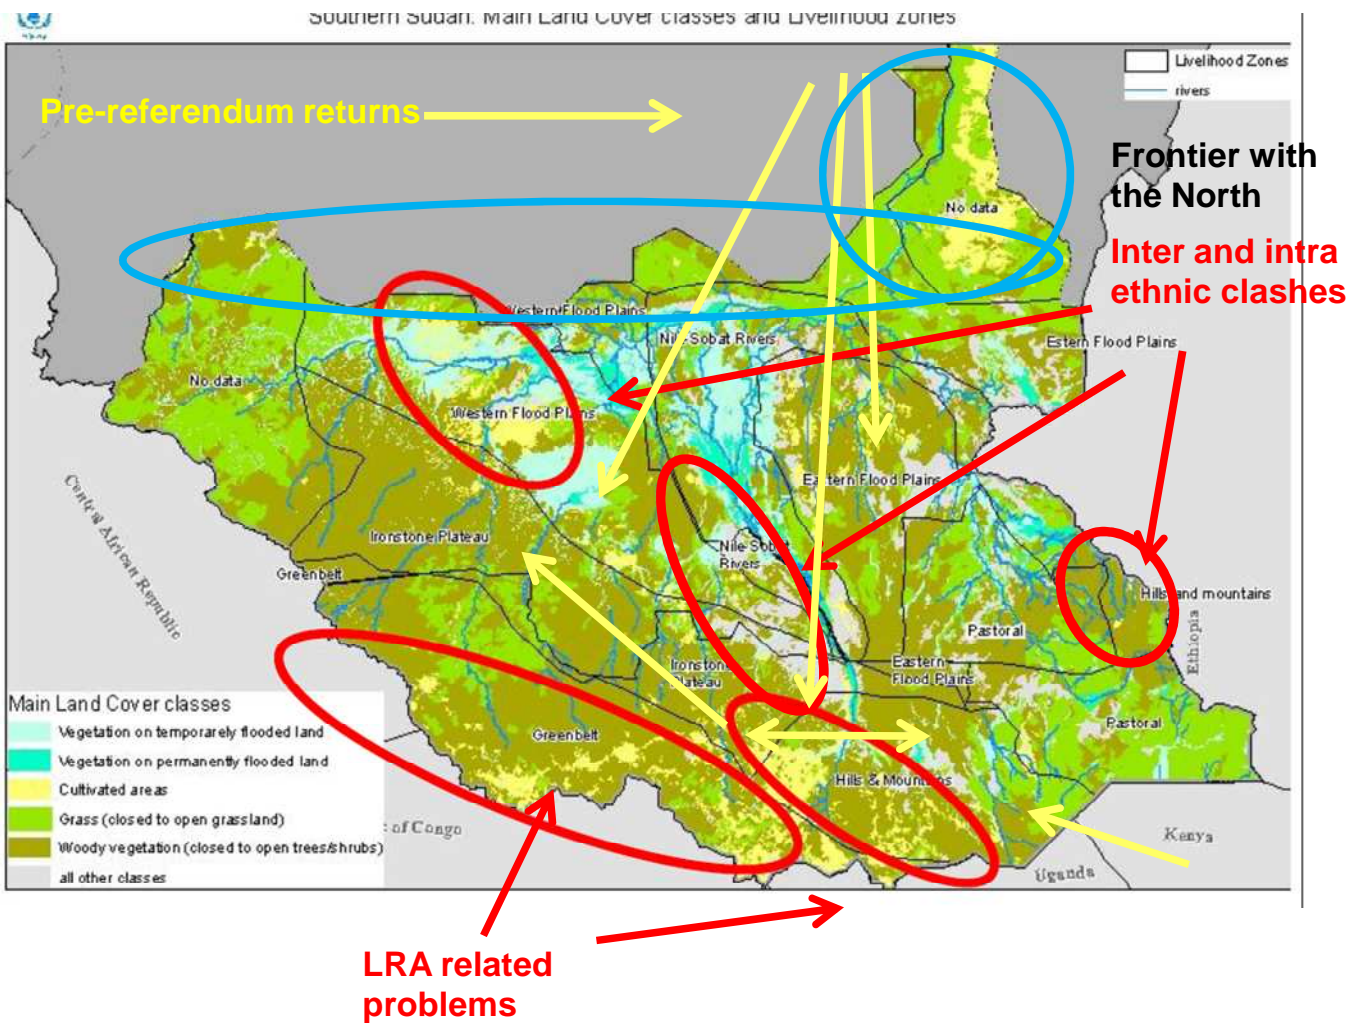 Southern Sudan: Main Land Cover classes and Livelihood zones
Livelihood Zones
rivers
Pre-referendum returns
Frontier with
the North
No data
Inter and intra
ethnic clashes
Western Flood Plains
Nile-Sobat Rivers
Estern Flood Plains
No data
Western Flood Plains
Eastern Flood Plains
Central African Republic
Ironstone Plateau
Nile-Sobat
Rivers
Greenbelt
Hills and mountains
Pastoral
Ethiopia
Ironstone
Plateau
Eastern
Flood Plains
Main Land Cover classes
Vegetation on temporarely flooded land
Vegetation on permanently flooded land
Cultivated areas
Grass (closed to open grassland)
Woody vegetation (closed to open trees/shrubs)
all other classes
Greenbelt
Pastoral
Hills & Mountains
of Congo
Kenya
Uganda
LRA related
problems